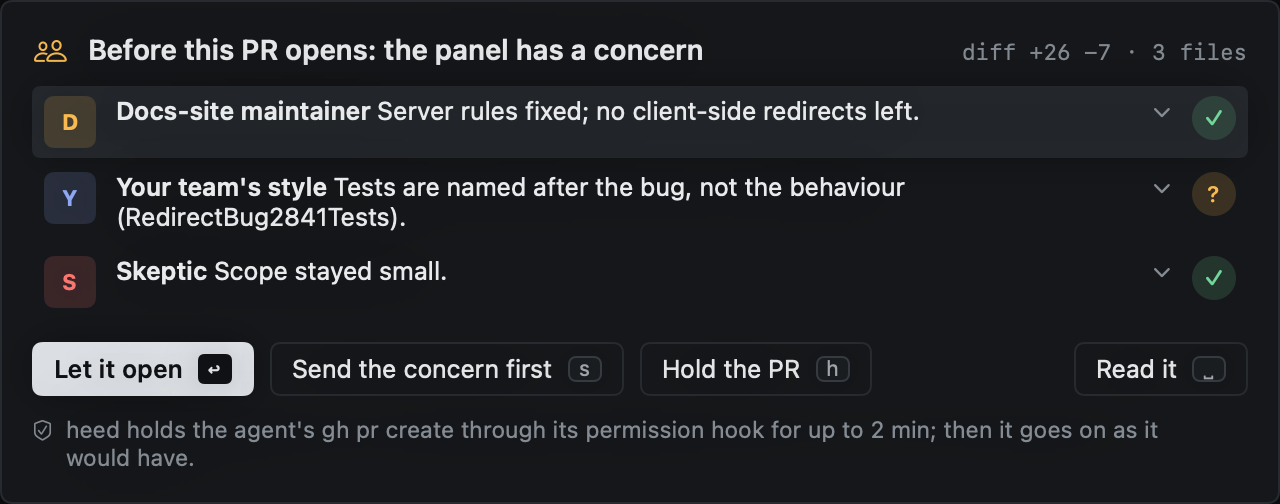 Before this PR opens: the panel has a concern
diff +26 −7 · 3 files
D
Docs-site maintainer Server rules fixed; no client-side redirects left.
Y
Your team's style Tests are named after the bug, not the behaviour
(RedirectBug2841Tests).
?
S
Skeptic Scope stayed small.
Let it open ↩
Send the concern first s
Hold the PR h
Read it ␣
heed holds the agent's gh pr create through its permission hook for up to 2 min; then it goes on as it
would have.